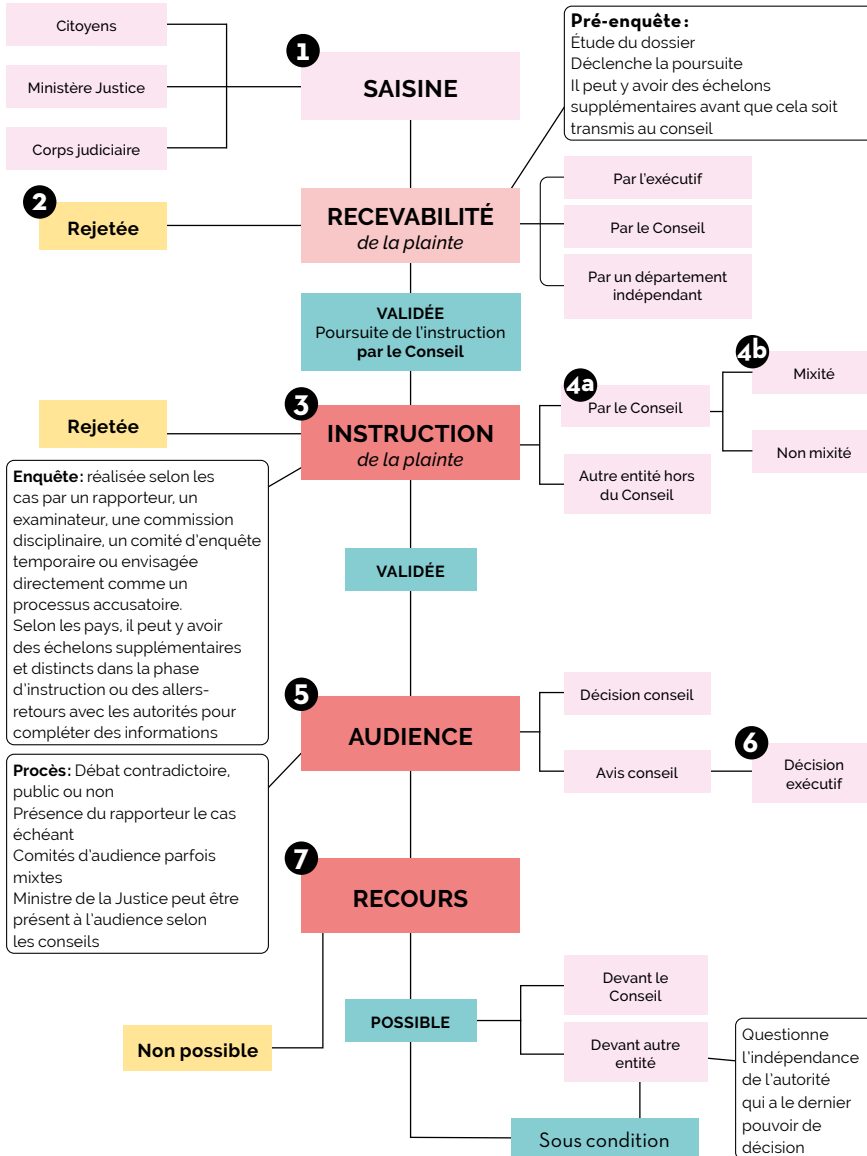 Citoyens
Ministère Justice
Corps judiciaire
1
SAISINE
Pré-enquête :
Étude du dossier
Déclenche la poursuite
Il peut y avoir des échelons
supplémentaires avant que cela soit
transmis au conseil
2
Rejetée
RECEVABILITÉ
de la plainte
Par l'exécutif
Par le Conseil
Par un département
indépendant
VALIDÉE
Poursuite de l'instruction
par le Conseil
Rejetée
3
INSTRUCTION
de la plainte
4a
Par le Conseil
Autre entité hors
du Conseil
4b
Mixité
Non mixité
Enquête : réalisée selon les
cas par un rapporteur, un
examinateur, une commission
disciplinaire, un comité d'enquête
temporaire ou envisagée
directement comme un
processus accusatoire.
Selon les pays, il peut y avoir
des échelons supplémentaires
et distincts dans la phase
d'instruction ou des allers-
retours avec les autorités pour
compléter des informations
VALIDÉE
5
AUDIENCE
Décision conseil
Avis conseil
6
Décision
exécutif
Procès : Débat contradictoire,
public ou non
Présence du rapporteur le cas
échéant
Comités d'audience parfois
mixtes
Ministre de la Justice peut être
présent à l'audience selon
les conseils
7
RECOURS
Non possible
POSSIBLE
Devant le
Conseil
Devant autre
entité
Sous condition
Questionne
l'indépendance
de l'autorité
qui a le dernier
pouvoir de
décision